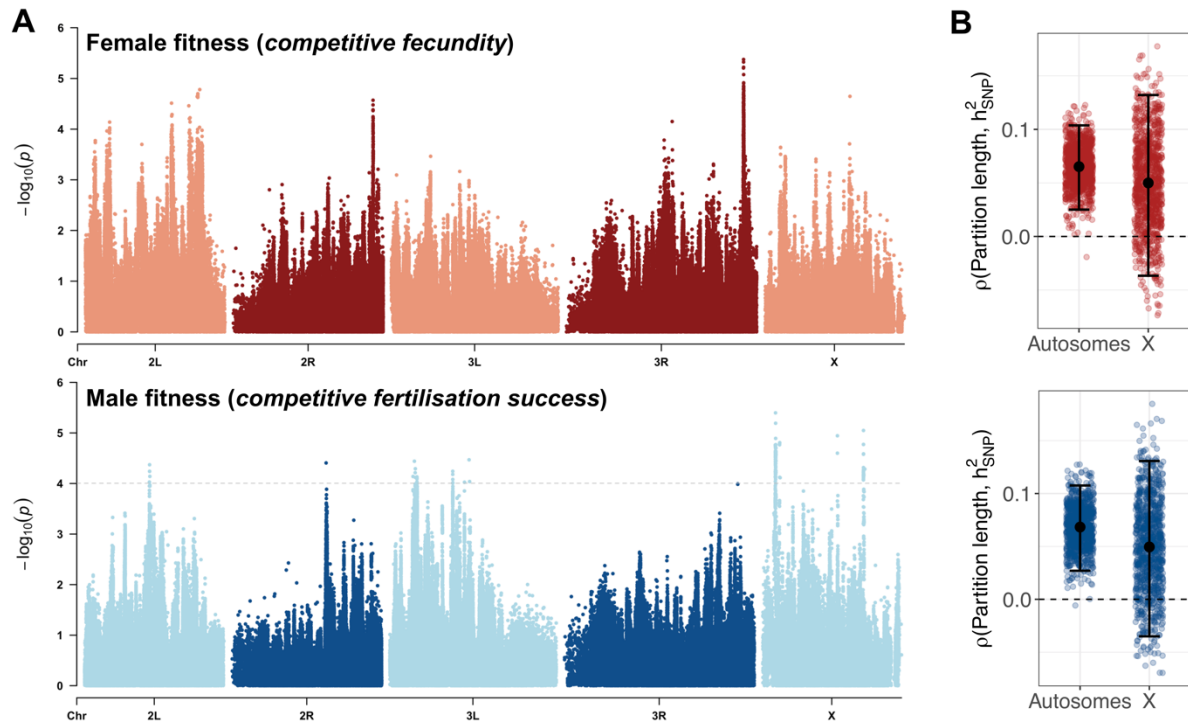 A
Female fitness (competitive fecundity)
−log10(p)
6
5
4
3
2
1
0
Chr 2L 2R 3L 3R X
Male fitness (competitive fertilisation success)
−log10(p)
6
5
4
3
2
1
0
Chr 2L 2R 3L 3R X
B
ρ(Partition length, h²SNP)
0.1
0.0
Autosomes X
ρ(Partition length, h²SNP)
0.1
0.0
Autosomes X